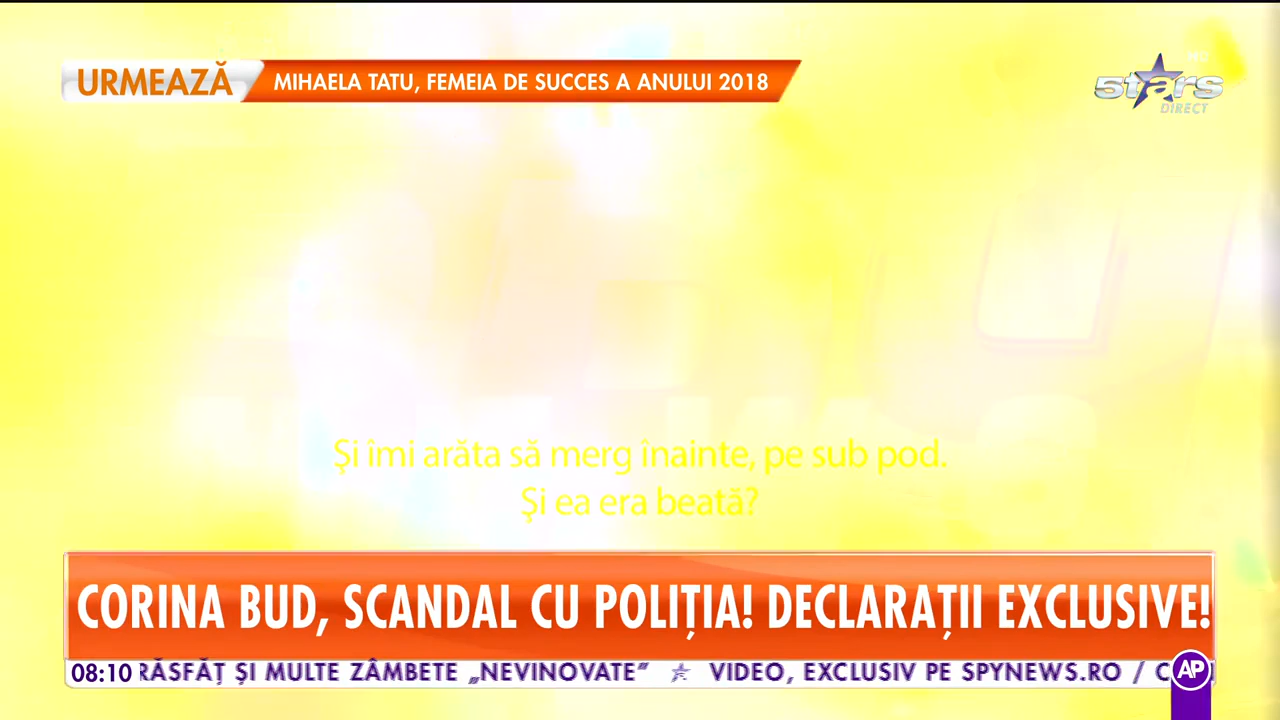 URMEAZĂ
MIHAELA TATU, FEMEIA DE SUCCES A ANULUI 2018
5stars
DIRECT
Şi îmi arăta să merg înainte, pe sub pod.
Şi ea era beată?
CORINA BUD, SCANDAL CU POLIȚIA! DECLARAȚII EXCLUSIVE!
08:10 RĂSFĂȚ ȘI MULTE ZÂMBETE „NEVINOVATE” ★ VIDEO, EXCLUSIV PE SPYNEWS.RO /
AP